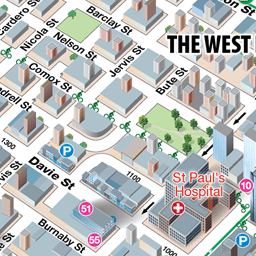 Cardero St
Barclay St
Nicola St
Nelson St
THE WEST
Jervis St
Comox St
Bute St
1300
Davie St
1100
St Paul's
Hospital
10
51
55
Burnaby St
1000
P
P